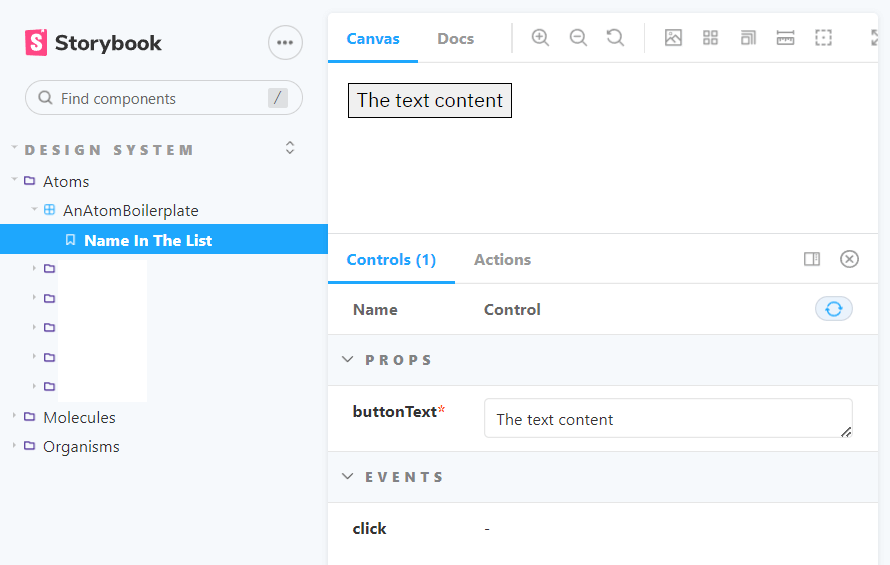 Storybook
Find components
/
DESIGN SYSTEM
Atoms
AnAtomBoilerplate
Name In The List
Molecules
Organisms
Canvas
Docs
The text content
Controls (1)
Actions
Name
Control
PROPS
buttonText*
The text content
EVENTS
click
-